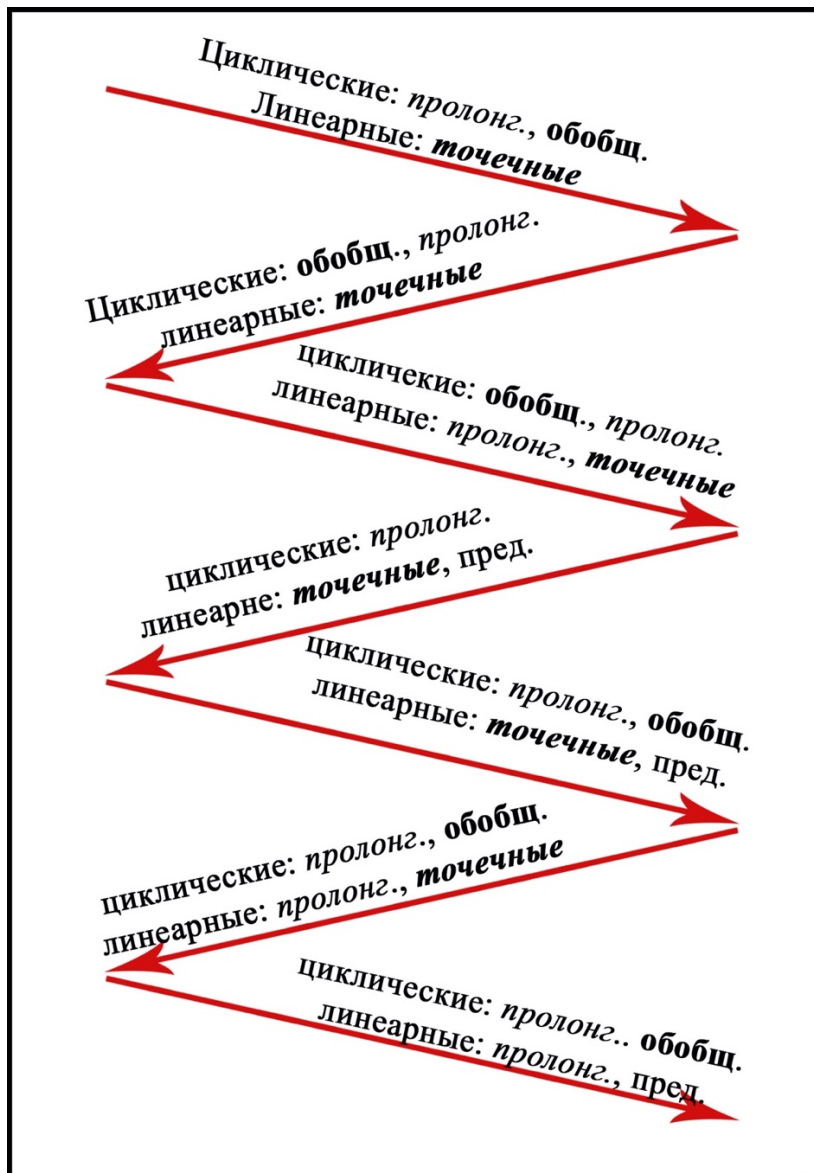 Циклические: пролонг., обобщ.
Линеарные: точечные
Циклические: обобщ., пролонг.
линеарные: точечные
цикличекие: обобщ., пролонг.
линеарные: пролонг., точечные
циклические: пролонг.
линеарне: точечные, пред.
циклические: пролонг., обобщ.
линеарные: точечные, пред.
циклические: пролонг., обобщ.
линеарные: пролонг., точечные
циклические: пролонг.. обобщ.
линеарные: пролонг., пред.